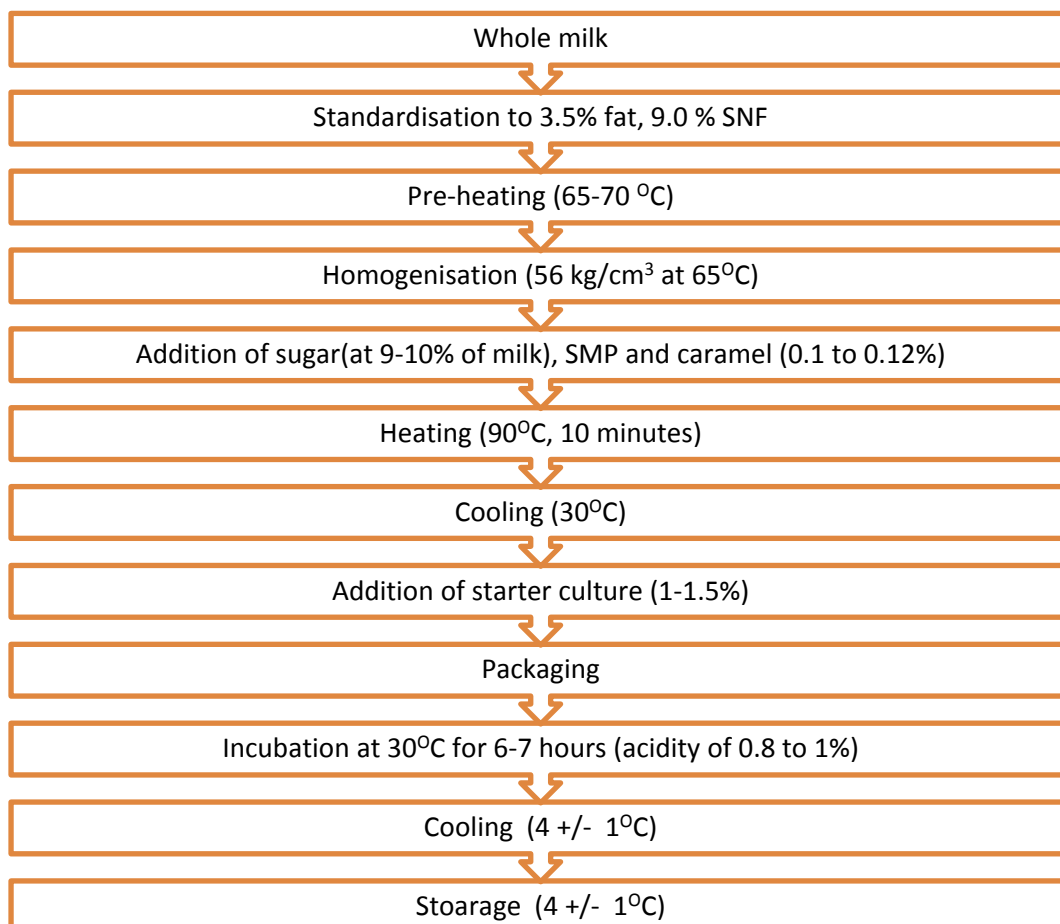 Whole milk
Standardisation to 3.5% fat, 9.0 % SNF
Pre-heating (65-70 ᴼC)
Homogenisation (56 kg/cm³ at 65ᴼC)
Addition of sugar(at 9-10% of milk), SMP and caramel (0.1 to 0.12%)
Heating (90ᴼC, 10 minutes)
Cooling (30ᴼC)
Addition of starter culture (1-1.5%)
Packaging
Incubation at 30ᴼC for 6-7 hours (acidity of 0.8 to 1%)
Cooling  (4 +/-  1ᴼC)
Stoarage  (4 +/-  1ᴼC)